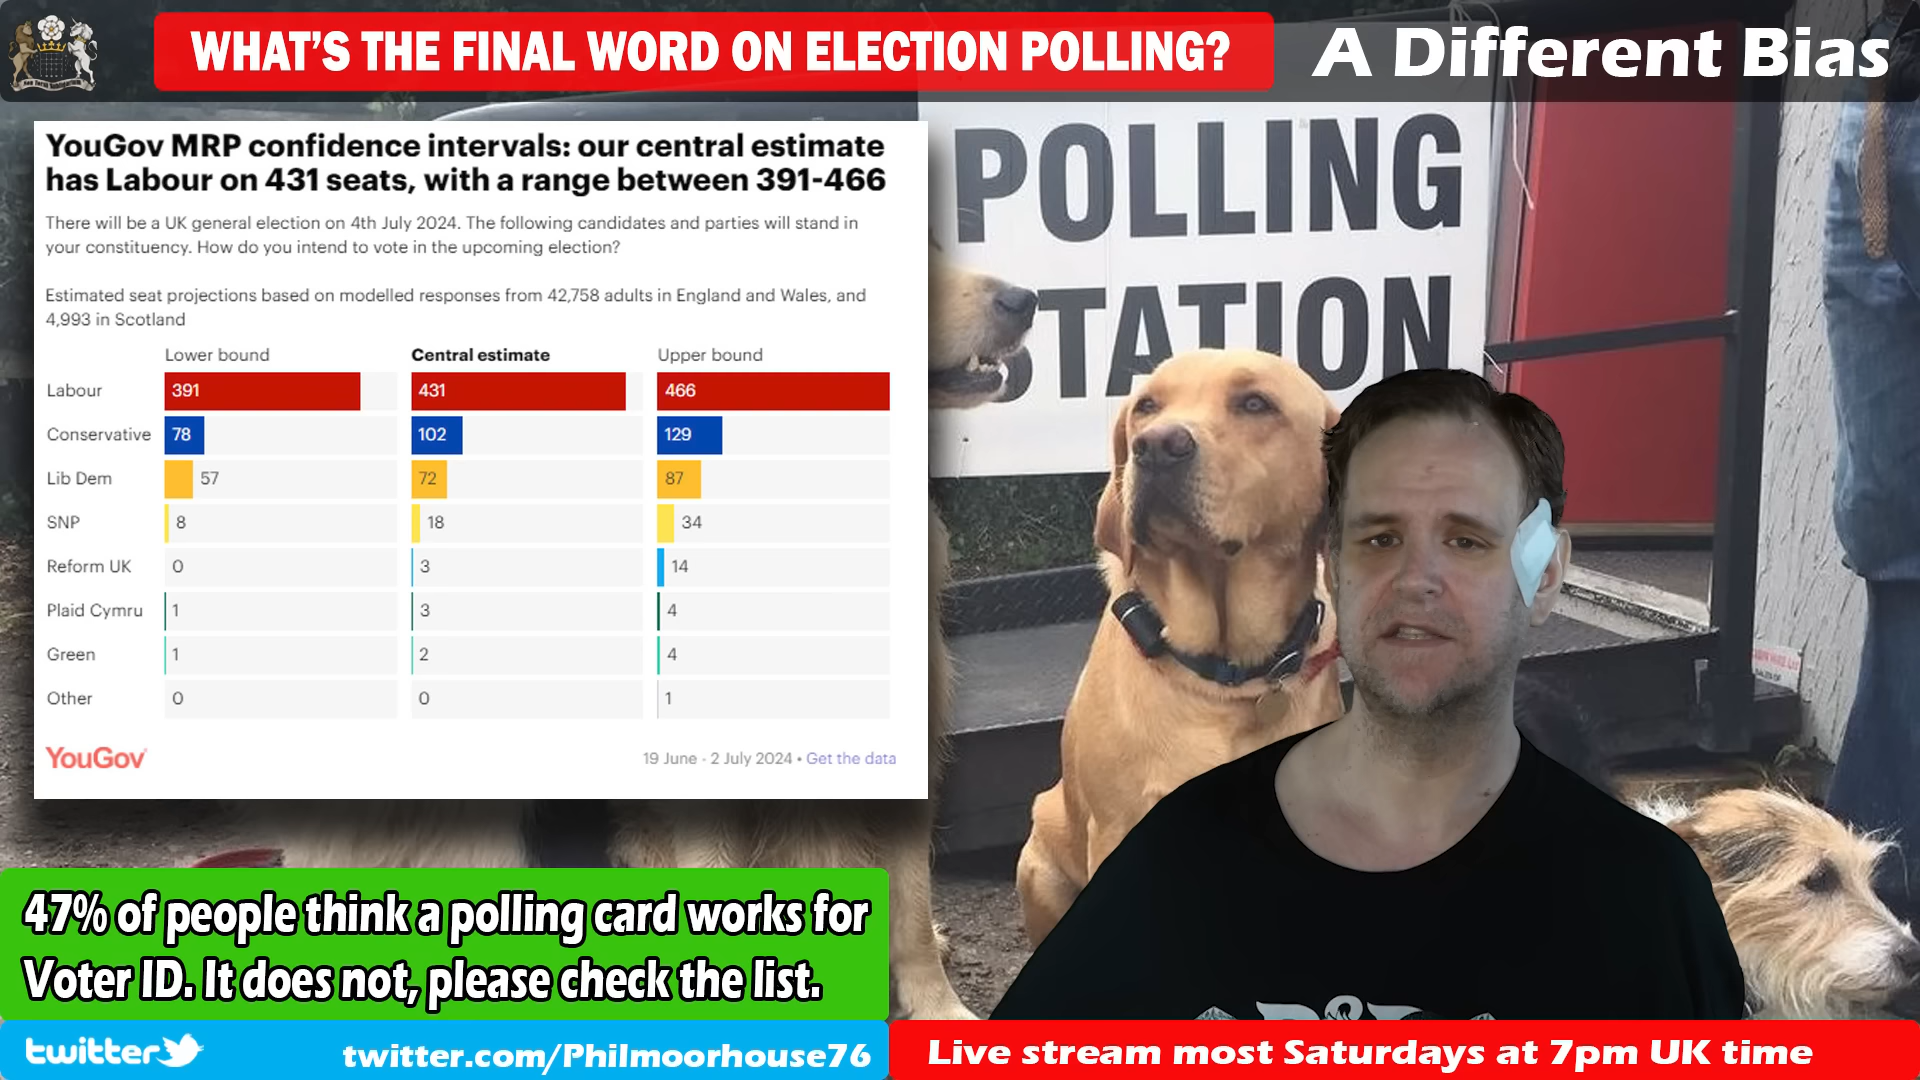 WHAT'S THE FINAL WORD ON ELECTION POLLING?
A Different Bias
YouGov MRP confidence intervals: our central estimate
has Labour on 431 seats, with a range between 391-466
There will be a UK general election on 4th July 2024. The following candidates and parties will stand in
your constituency. How do you intend to vote in the upcoming election?
Estimated seat projections based on modelled responses from 42,758 adults in England and Wales, and
4,993 in Scotland
Lower bound Central estimate Upper bound
Labour 391 431 466
Conservative 78 102 129
Lib Dem 57 72 87
SNP 8 18 34
Reform UK 0 3 14
Plaid Cymru 1 3 4
Green 1 2 4
Other 0 0 1
YouGov
19 June - 2 July 2024 • Get the data
POLLING
STATION
47% of people think a polling card works for
Voter ID. It does not, please check the list.
twitter
twitter.com/Philmoorhouse76
Live stream most Saturdays at 7pm UK time